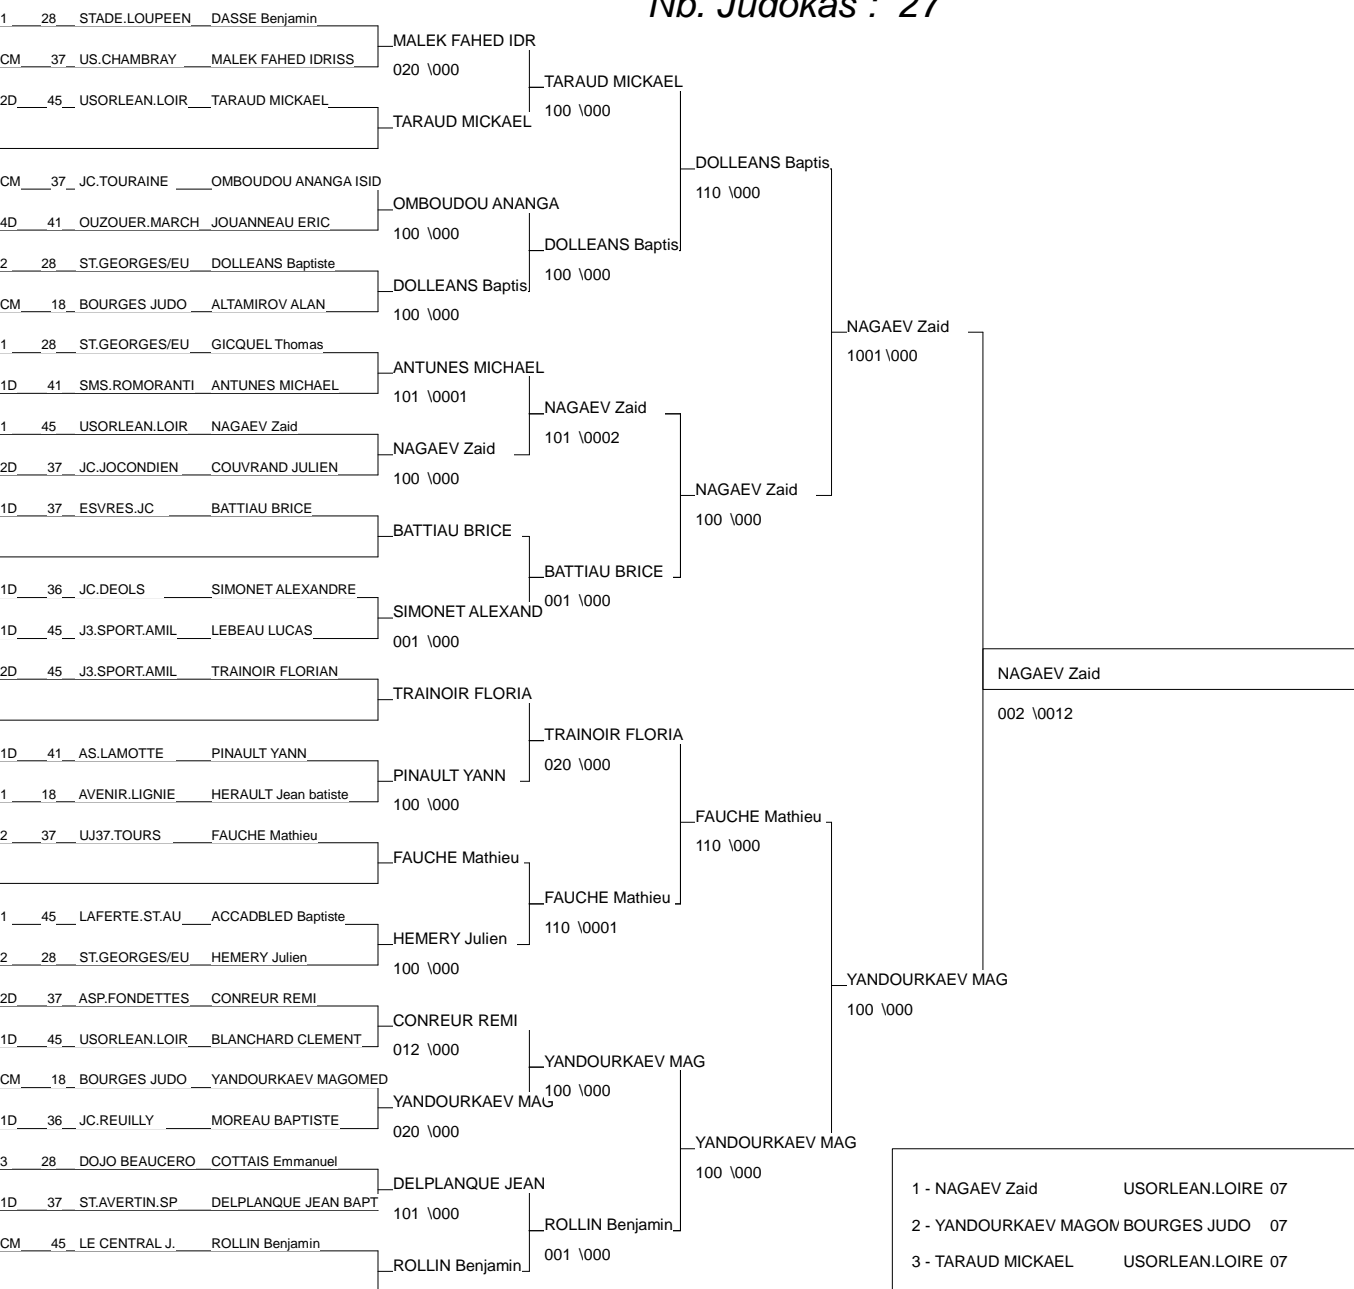 Nb. Judokas : 27
1 28 STADE.LOUPEEN DASSE Benjamin
MALEK FAHED IDR
CM 37 US.CHAMBRAY MALEK FAHED IDRISS
020 \000
TARAUD MICKAEL
2D 45 USORLEAN.LOIR TARAUD MICKAEL
100 \000
TARAUD MICKAEL
DOLLEANS Baptis
CM 37 JC.TOURAINE OMBOUDOU ANANGA ISID
110 \000
OMBOUDOU ANANGA
4D 41 OUZOUER.MARCH JOUANNEAU ERIC
100 \000
DOLLEANS Baptis
2 28 ST.GEORGES/EU DOLLEANS Baptiste
100 \000
DOLLEANS Baptis
CM 18 BOURGES JUDO ALTAMIROV ALAN
100 \000
NAGAEV Zaid
1 28 ST.GEORGES/EU GICQUEL Thomas
1001 \000
ANTUNES MICHAEL
1D 41 SMS.ROMORANTI ANTUNES MICHAEL
101 \0001
NAGAEV Zaid
1 45 USORLEAN.LOIR NAGAEV Zaid
101 \0002
NAGAEV Zaid
2D 37 JC.JOCONDIEN COUVRAND JULIEN
100 \000
NAGAEV Zaid
1D 37 ESVRES.JC BATTIAU BRICE
100 \000
BATTIAU BRICE
BATTIAU BRICE
1D 36 JC.DEOLS SIMONET ALEXANDRE
001 \000
SIMONET ALEXAND
1D 45 J3.SPORT.AMIL LEBEAU LUCAS
001 \000
2D 45 J3.SPORT.AMIL TRAINOIR FLORIAN
NAGAEV Zaid
TRAINOIR FLORIA
002 \0012
TRAINOIR FLORIA
1D 41 AS.LAMOTTE PINAULT YANN
020 \000
PINAULT YANN
1 18 AVENIR.LIGNIE HERAULT Jean batiste
100 \000
FAUCHE Mathieu
2 37 UJ37.TOURS FAUCHE Mathieu
110 \000
FAUCHE Mathieu
FAUCHE Mathieu
1 45 LAFERTE.ST.AU ACCADBLED Baptiste
110 \0001
HEMERY Julien
2 28 ST.GEORGES/EU HEMERY Julien
100 \000
YANDOURKAEV MAG
2D 37 ASP.FONDETTES CONREUR REMI
100 \000
CONREUR REMI
1D 45 USORLEAN.LOIR BLANCHARD CLEMENT
012 \000
YANDOURKAEV MAG
CM 18 BOURGES JUDO YANDOURKAEV MAGOMED
100 \000
YANDOURKAEV MAG
1D 36 JC.REUILLY MOREAU BAPTISTE
020 \000
YANDOURKAEV MAG
3 28 DOJO BEAUCERO COTTAIS Emmanuel
100 \000
DELPLANQUE JEAN
1D 37 ST.AVERTIN.SP DELPLANQUE JEAN BAPT
101 \000
ROLLIN Benjamin
CM 45 LE CENTRAL J. ROLLIN Benjamin
001 \000
ROLLIN Benjamin
1 - NAGAEV Zaid USORLEAN.LOIRE 07
2 - YANDOURKAEV MAGOM BOURGES JUDO 07
3 - TARAUD MICKAEL USORLEAN.LOIRE 07